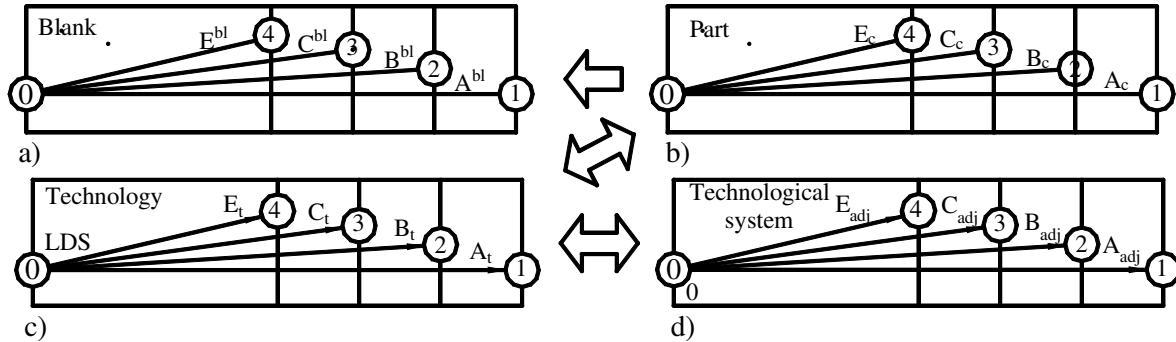 Blank
E^bl
C^bl
B^bl
A^bl
0
4
3
2
1
a)
Part
E_c
C_c
B_c
A_c
0
4
3
2
1
b)
Technology
E_t
C_t
B_t
A_t
LDS
0
4
3
2
1
c)
Technological
system
E_adj
C_adj
B_adj
A_adj
0
0
4
3
2
1
d)